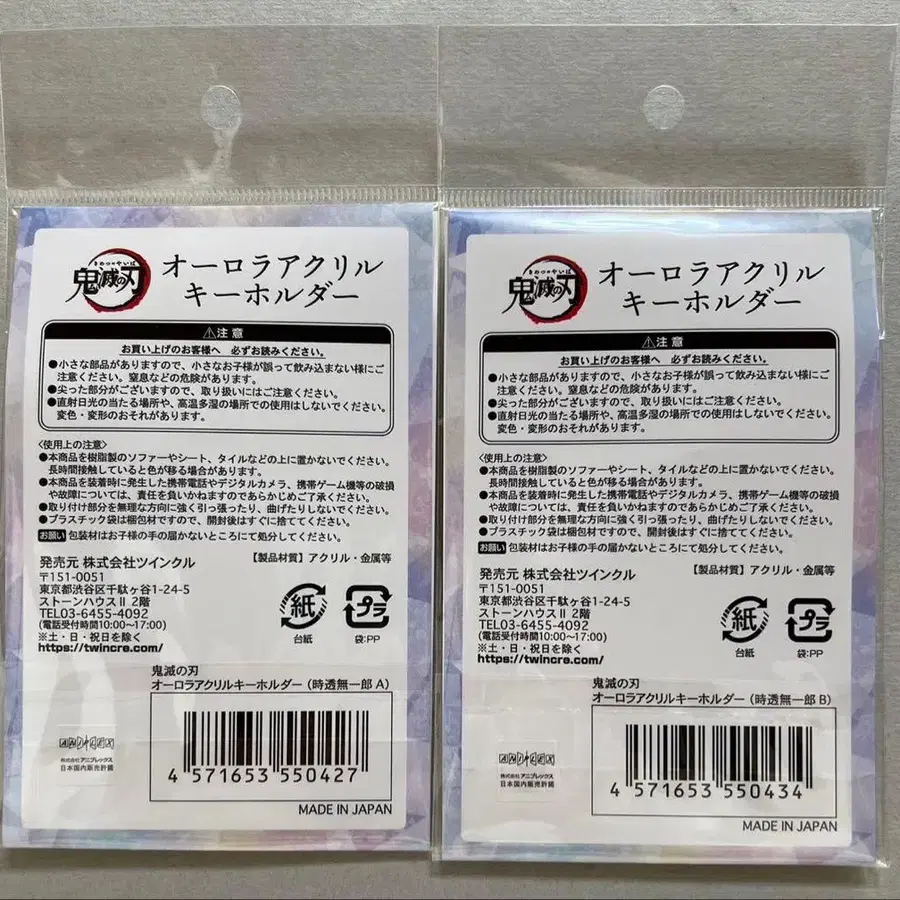 きめつのやいば
鬼滅の刃
オーロラアクリル
キーホルダー
⚠注意
お買い上げのお客様へ 必ずお読みください。
●小さな部品がありますので、小さなお子様が誤って飲み込まない様にご
注意ください。窒息などの危険があります。
●尖った部分がございますので、取り扱いにはご注意ください。
●直射日光の当たる場所や、高温多湿の場所での使用はしないでください。
変色・変形のおそれがあります。
〈使用上の注意〉
●本商品を樹脂製のソファーやシート、タイルなどの上に置かないでください。
長時間接触していると色が移る場合があります。
●本商品を装着時に発生した携帯電話やデジタルカメラ、携帯ゲーム機等の破損
や故障については、責任を負いかねますのであらかじめご了承ください。
●取り付け部分を無理な方向に強く引っ張ったり、曲げたりしないでください。
●プラスチック袋は梱包材ですので、開封後はすぐに捨ててください。
お願い 包装材はお子様の手の届かないところにて処分してください。
【製品材質】アクリル・金属等
発売元 株式会社ツインクル
〒151-0051
東京都渋谷区千駄ヶ谷1-24-5
ストーンハウスⅡ 2階
TEL03-6455-4092
(電話受付時間10:00〜17:00)
※土・日・祝日を除く
https://twincre.com/
紙
台紙
プラ
袋:PP
鬼滅の刃
オーロラアクリルキーホルダー（時透無一郎 A）
ANIPLEX
株式会社アニプレックス
日本国内販売許諾
4 571653 550427
MADE IN JAPAN
きめつのやいば
鬼滅の刃
オーロラアクリル
キーホルダー
⚠注意
お買い上げのお客様へ 必ずお読みください。
●小さな部品がありますので、小さなお子様が誤って飲み込まない様にご
注意ください。窒息などの危険があります。
●尖った部分がございますので、取り扱いにはご注意ください。
●直射日光の当たる場所や、高温多湿の場所での使用はしないでください。
変色・変形のおそれがあります。
〈使用上の注意〉
●本商品を樹脂製のソファーやシート、タイルなどの上に置かないでください。
長時間接触していると色が移る場合があります。
●本商品を装着時に発生した携帯電話やデジタルカメラ、携帯ゲーム機等の破損
や故障については、責任を負いかねますのであらかじめご了承ください。
●取り付け部分を無理な方向に強く引っ張ったり、曲げたりしないでください。
●プラスチック袋は梱包材ですので、開封後はすぐに捨ててください。
お願い 包装材はお子様の手の届かないところにて処分してください。
【製品材質】アクリル・金属等
発売元 株式会社ツインクル
〒151-0051
東京都渋谷区千駄ヶ谷1-24-5
ストーンハウスⅡ 2階
TEL03-6455-4092
(電話受付時間10:00〜17:00)
※土・日・祝日を除く
https://twincre.com/
紙
台紙
プラ
袋:PP
鬼滅の刃
オーロラアクリルキーホルダー（時透無一郎 B）
ANIPLEX
株式会社アニプレックス
日本国内販売許諾
4 571653 550434
MADE IN JAPAN